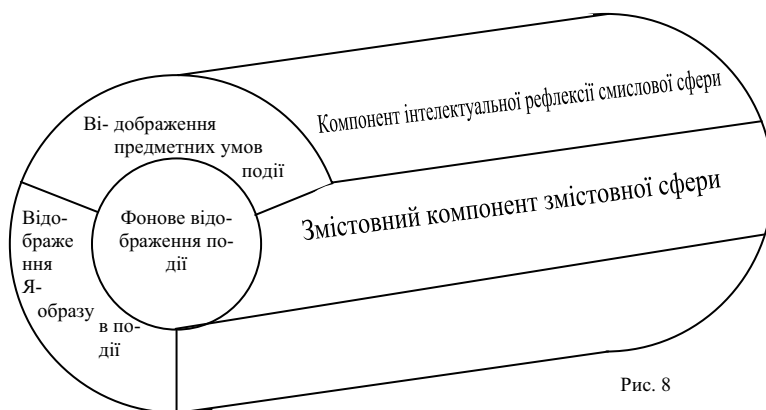 Ві- дображення
предметних умов
події
Компонент інтелектуальної рефлексії смислової сфери
Відо-
браже
ння
Я-
образу
в по-
дії
Фонове відо-
браження по-
дії
Змістовний компонент змістовної сфери
Рис. 8